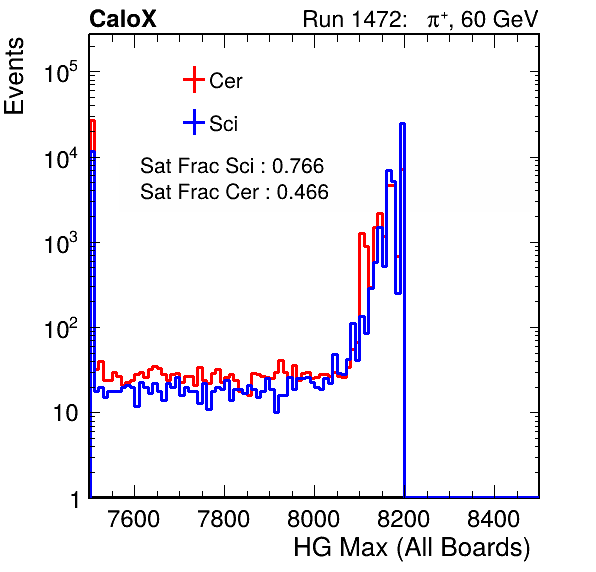 CaloX
Run 1472: π⁺, 60 GeV
Events
Cer
Sci
Sat Frac Sci : 0.766
Sat Frac Cer : 0.466
10⁵
10⁴
10³
10²
10
1
7600 7800 8000 8200 8400
HG Max (All Boards)